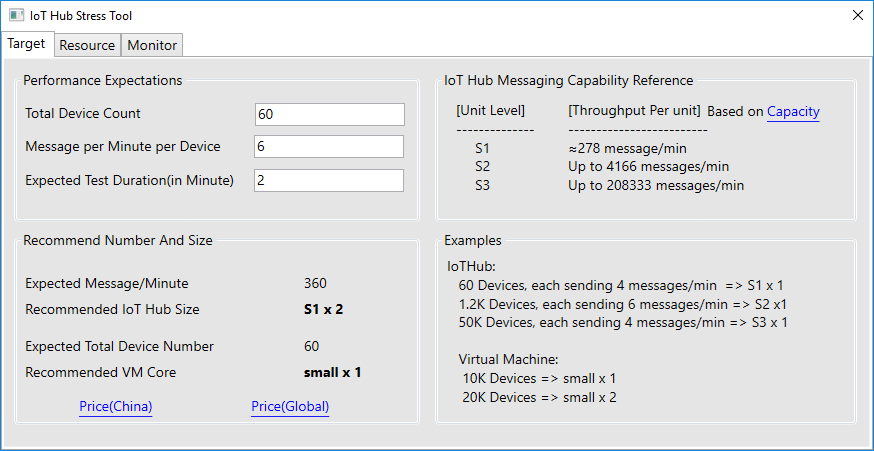 IoT Hub Stress Tool
Target Resource Monitor
Performance Expectations
Total Device Count 60
Message per Minute per Device 6
Expected Test Duration(in Minute) 2
IoT Hub Messaging Capability Reference
[Unit Level] [Throughput Per unit] Based on Capacity
-------------- -------------------------
S1 ≈278 message/min
S2 Up to 4166 messages/min
S3 Up to 208333 messages/min
Recommend Number And Size
Expected Message/Minute 360
Recommended IoT Hub Size S1 x 2
Expected Total Device Number 60
Recommended VM Core small x 1
Price(China) Price(Global)
Examples
IoTHub:
60 Devices, each sending 4 messages/min => S1 x 1
1.2K Devices, each sending 6 messages/min => S2 x1
50K Devices, each sending 4 messages/min => S3 x 1
Virtual Machine:
10K Devices => small x 1
20K Devices => small x 2